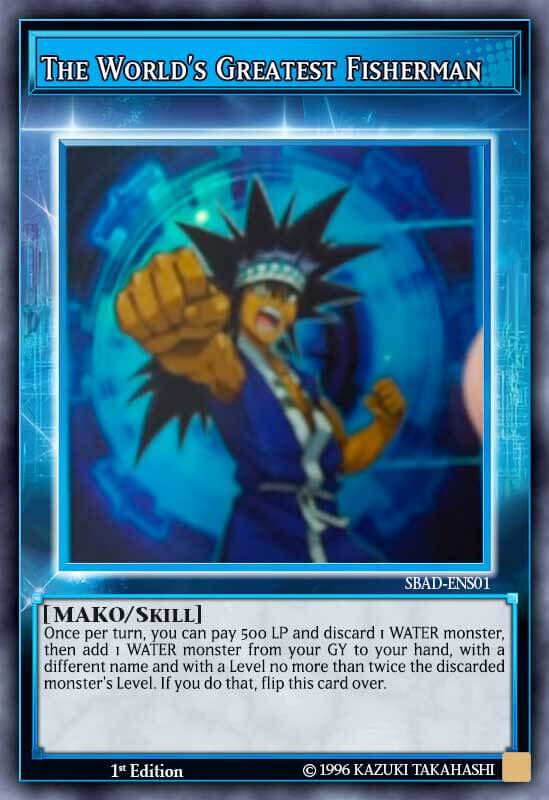 The World's Greatest Fisherman
SBAD-ENS01
[MAKO/Skill]
Once per turn, you can pay 500 LP and discard 1 WATER monster,
then add 1 WATER monster from your GY to your hand, with a
different name and with a Level no more than twice the discarded
monster's Level. If you do that, flip this card over.
1st Edition © 1996 KAZUKI TAKAHASHI